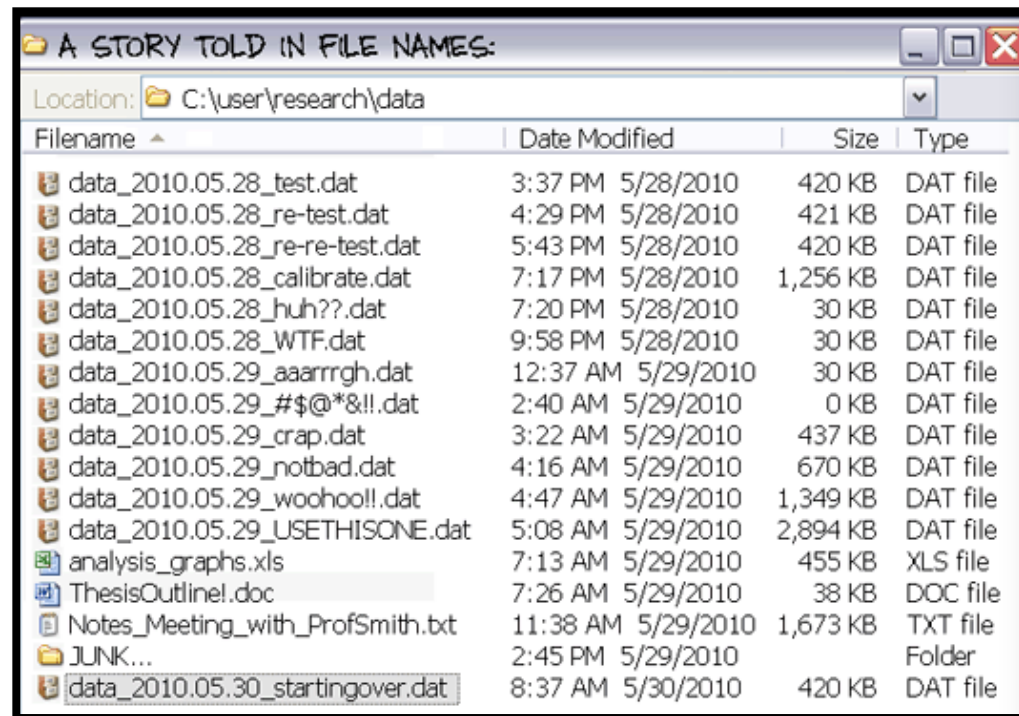 A STORY TOLD IN FILE NAMES:
Location: C:\user\research\data
Filename Date Modified Size Type
data_2010.05.28_test.dat 3:37 PM 5/28/2010 420 KB DAT file
data_2010.05.28_re-test.dat 4:29 PM 5/28/2010 421 KB DAT file
data_2010.05.28_re-re-test.dat 5:43 PM 5/28/2010 420 KB DAT file
data_2010.05.28_calibrate.dat 7:17 PM 5/28/2010 1,256 KB DAT file
data_2010.05.28_huh??.dat 7:20 PM 5/28/2010 30 KB DAT file
data_2010.05.28_WTF.dat 9:58 PM 5/28/2010 30 KB DAT file
data_2010.05.29_aaarrrgh.dat 12:37 AM 5/29/2010 30 KB DAT file
data_2010.05.29_#$@*&!!.dat 2:40 AM 5/29/2010 0 KB DAT file
data_2010.05.29_crap.dat 3:22 AM 5/29/2010 437 KB DAT file
data_2010.05.29_notbad.dat 4:16 AM 5/29/2010 670 KB DAT file
data_2010.05.29_woohoo!!.dat 4:47 AM 5/29/2010 1,349 KB DAT file
data_2010.05.29_USETHISONE.dat 5:08 AM 5/29/2010 2,894 KB DAT file
analysis_graphs.xls 7:13 AM 5/29/2010 455 KB XLS file
ThesisOutline!.doc 7:26 AM 5/29/2010 38 KB DOC file
Notes_Meeting_with_ProfSmith.txt 11:38 AM 5/29/2010 1,673 KB TXT file
JUNK... 2:45 PM 5/29/2010 Folder
data_2010.05.30_startingover.dat 8:37 AM 5/30/2010 420 KB DAT file